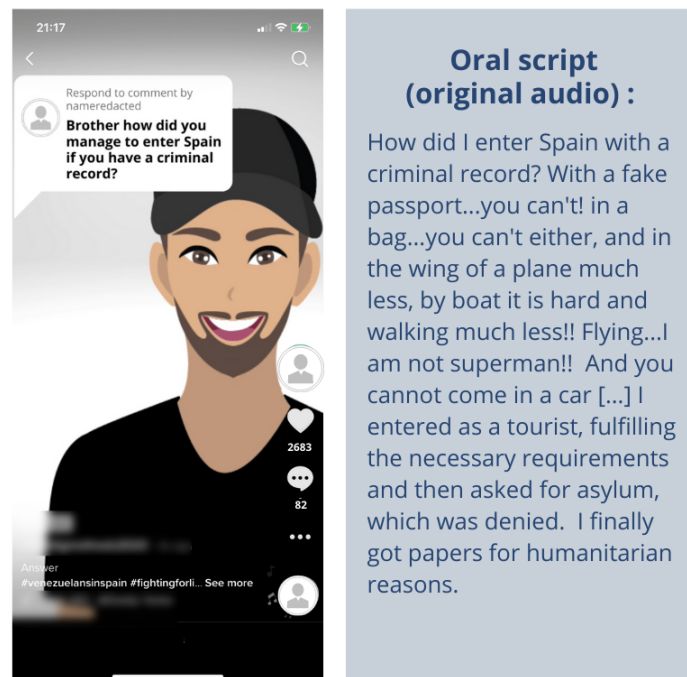 21:17
Respond to comment by
nameredacted
Brother how did you
manage to enter Spain
if you have a criminal
record?
2683
82
Answer
#venezuelansinspain #fightingforli... See more
Oral script
(original audio) :
How did I enter Spain with a
criminal record? With a fake
passport...you can't! in a
bag...you can't either, and in
the wing of a plane much
less, by boat it is hard and
walking much less!! Flying...I
am not superman!!  And you
cannot come in a car [...] I
entered as a tourist, fulfilling
the necessary requirements
and then asked for asylum,
which was denied.  I finally
got papers for humanitarian
reasons.